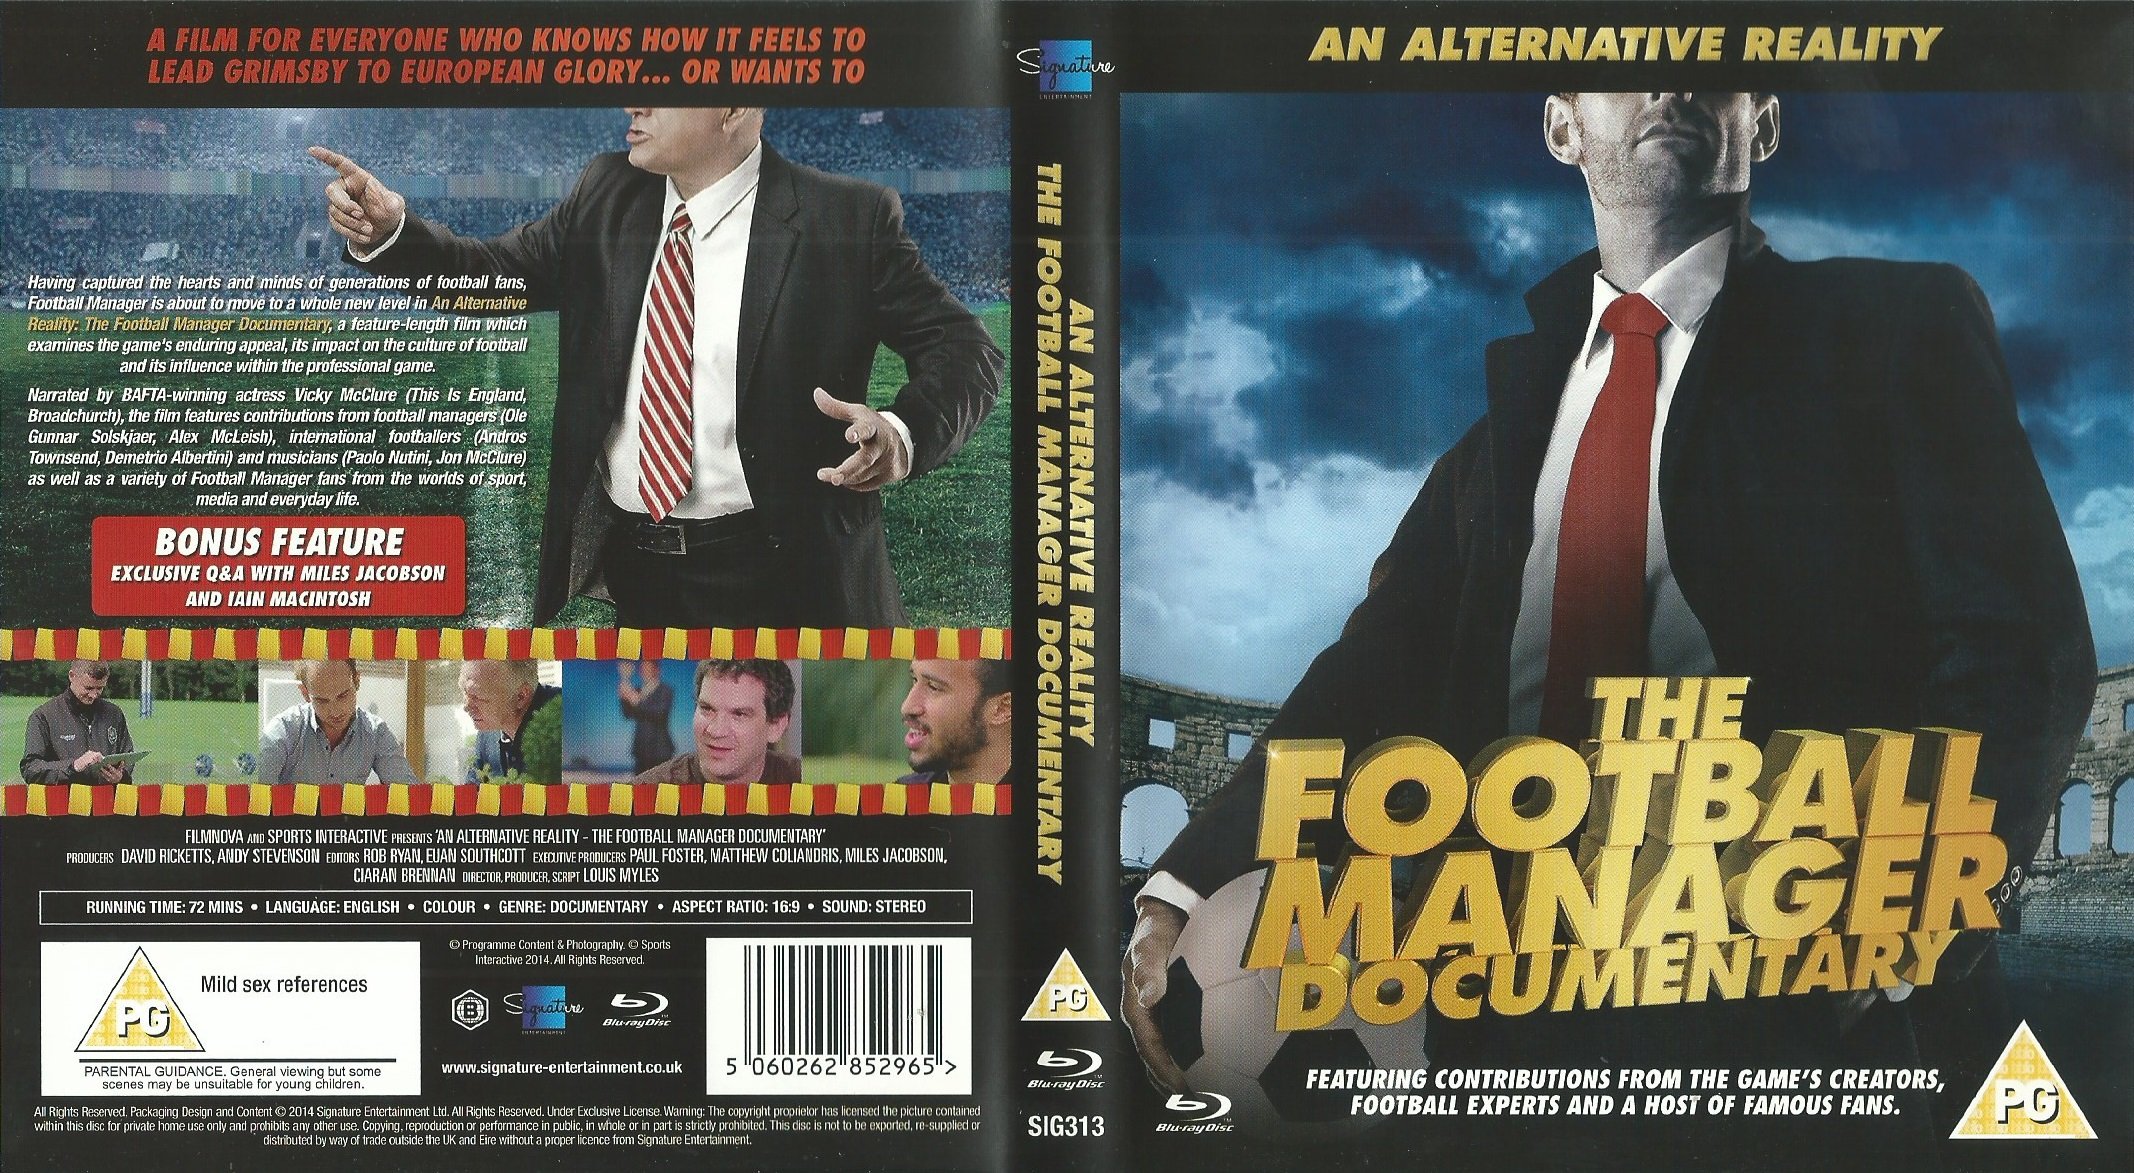 A FILM FOR EVERYONE WHO KNOWS HOW IT FEELS TO
LEAD GRIMSBY TO EUROPEAN GLORY... OR WANTS TO
Having captured the hearts and minds of generations of football fans,
Football Manager is about to move to a whole new level in An Alternative
Reality: The Football Manager Documentary, a feature-length film which
examines the game's enduring appeal, its impact on the culture of football
and its influence within the professional game.
Narrated by BAFTA-winning actress Vicky McClure (This Is England,
Broadchurch), the film features contributions from football managers (Ole
Gunnar Solskjaer, Alex McLeish), international footballers (Andros
Townsend, Demetrio Albertini) and musicians (Paolo Nutini, Jon McClure)
as well as a variety of Football Manager fans from the worlds of sport,
media and everyday life.
BONUS FEATURE
EXCLUSIVE Q&A WITH MILES JACOBSON
AND IAIN MACINTOSH
FILMNOVA AND SPORTS INTERACTIVE PRESENTS 'AN ALTERNATIVE REALITY - THE FOOTBALL MANAGER DOCUMENTARY'
PRODUCERS DAVID RICKETTS, ANDY STEVENSON EDITORS ROB RYAN, EUAN SOUTHCOTT EXECUTIVE PRODUCERS PAUL FOSTER, MATTHEW COLIANDRIS, MILES JACOBSON,
CIARAN BRENNAN DIRECTOR, PRODUCER, SCRIPT LOUIS MYLES
RUNNING TIME: 72 MINS • LANGUAGE: ENGLISH • COLOUR • GENRE: DOCUMENTARY • ASPECT RATIO: 16:9 • SOUND: STEREO
PG
Mild sex references
PARENTAL GUIDANCE. General viewing but some
scenes may be unsuitable for young children.
© Programme Content & Photography. © Sports
Interactive 2014. All Rights Reserved.
B
Signature
ENTERTAINMENT
Blu-ray Disc
www.signature-entertainment.co.uk
5 060262 852965 >
All Rights Reserved. Packaging Design and Content © 2014 Signature Entertainment Ltd. All Rights Reserved. Under Exclusive License. Warning: The copyright proprietor has licensed the picture contained
within this disc for private home use only and prohibits any other use. Copying, reproduction or performance in public, in whole or in part is strictly prohibited. This disc is not to be exported, re-supplied or
distributed by way of trade outside the UK and Eire without a proper licence from Signature Entertainment.
Signature
ENTERTAINMENT
AN ALTERNATIVE REALITY
THE FOOTBALL MANAGER DOCUMENTARY
PG
Blu-ray Disc
SIG313
AN ALTERNATIVE REALITY
THE
FOOTBALL
MANAGER
DOCUMENTARY
FEATURING CONTRIBUTIONS FROM THE GAME'S CREATORS,
FOOTBALL EXPERTS AND A HOST OF FAMOUS FANS.
Blu-ray Disc
PG